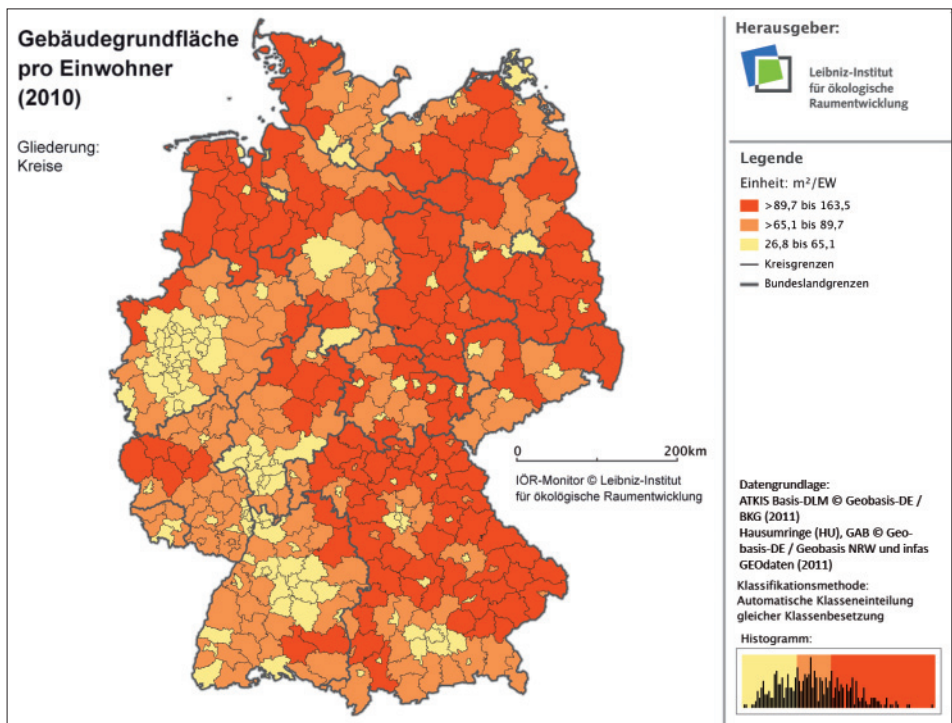 Gebäudegrundfläche
pro Einwohner
(2010)
Gliederung:
Kreise
0
200km
IÖR-Monitor © Leibniz-Institut
für ökologische Raumentwicklung
Herausgeber:
Leibniz-Institut
für ökologische
Raumentwicklung
Legende
Einheit: m²/EW
>89,7 bis 163,5
>65,1 bis 89,7
26,8 bis 65,1
Kreisgrenzen
Bundeslandgrenzen
Datengrundlage:
ATKIS Basis-DLM © Geobasis-DE /
BKG (2011)
Hausumringe (HU), GAB © Geo-
basis-DE / Geobasis NRW und infas
GEOdaten (2011)
Klassifikationsmethode:
Automatische Klasseneinteilung
gleicher Klassenbesetzung
Histogramm: